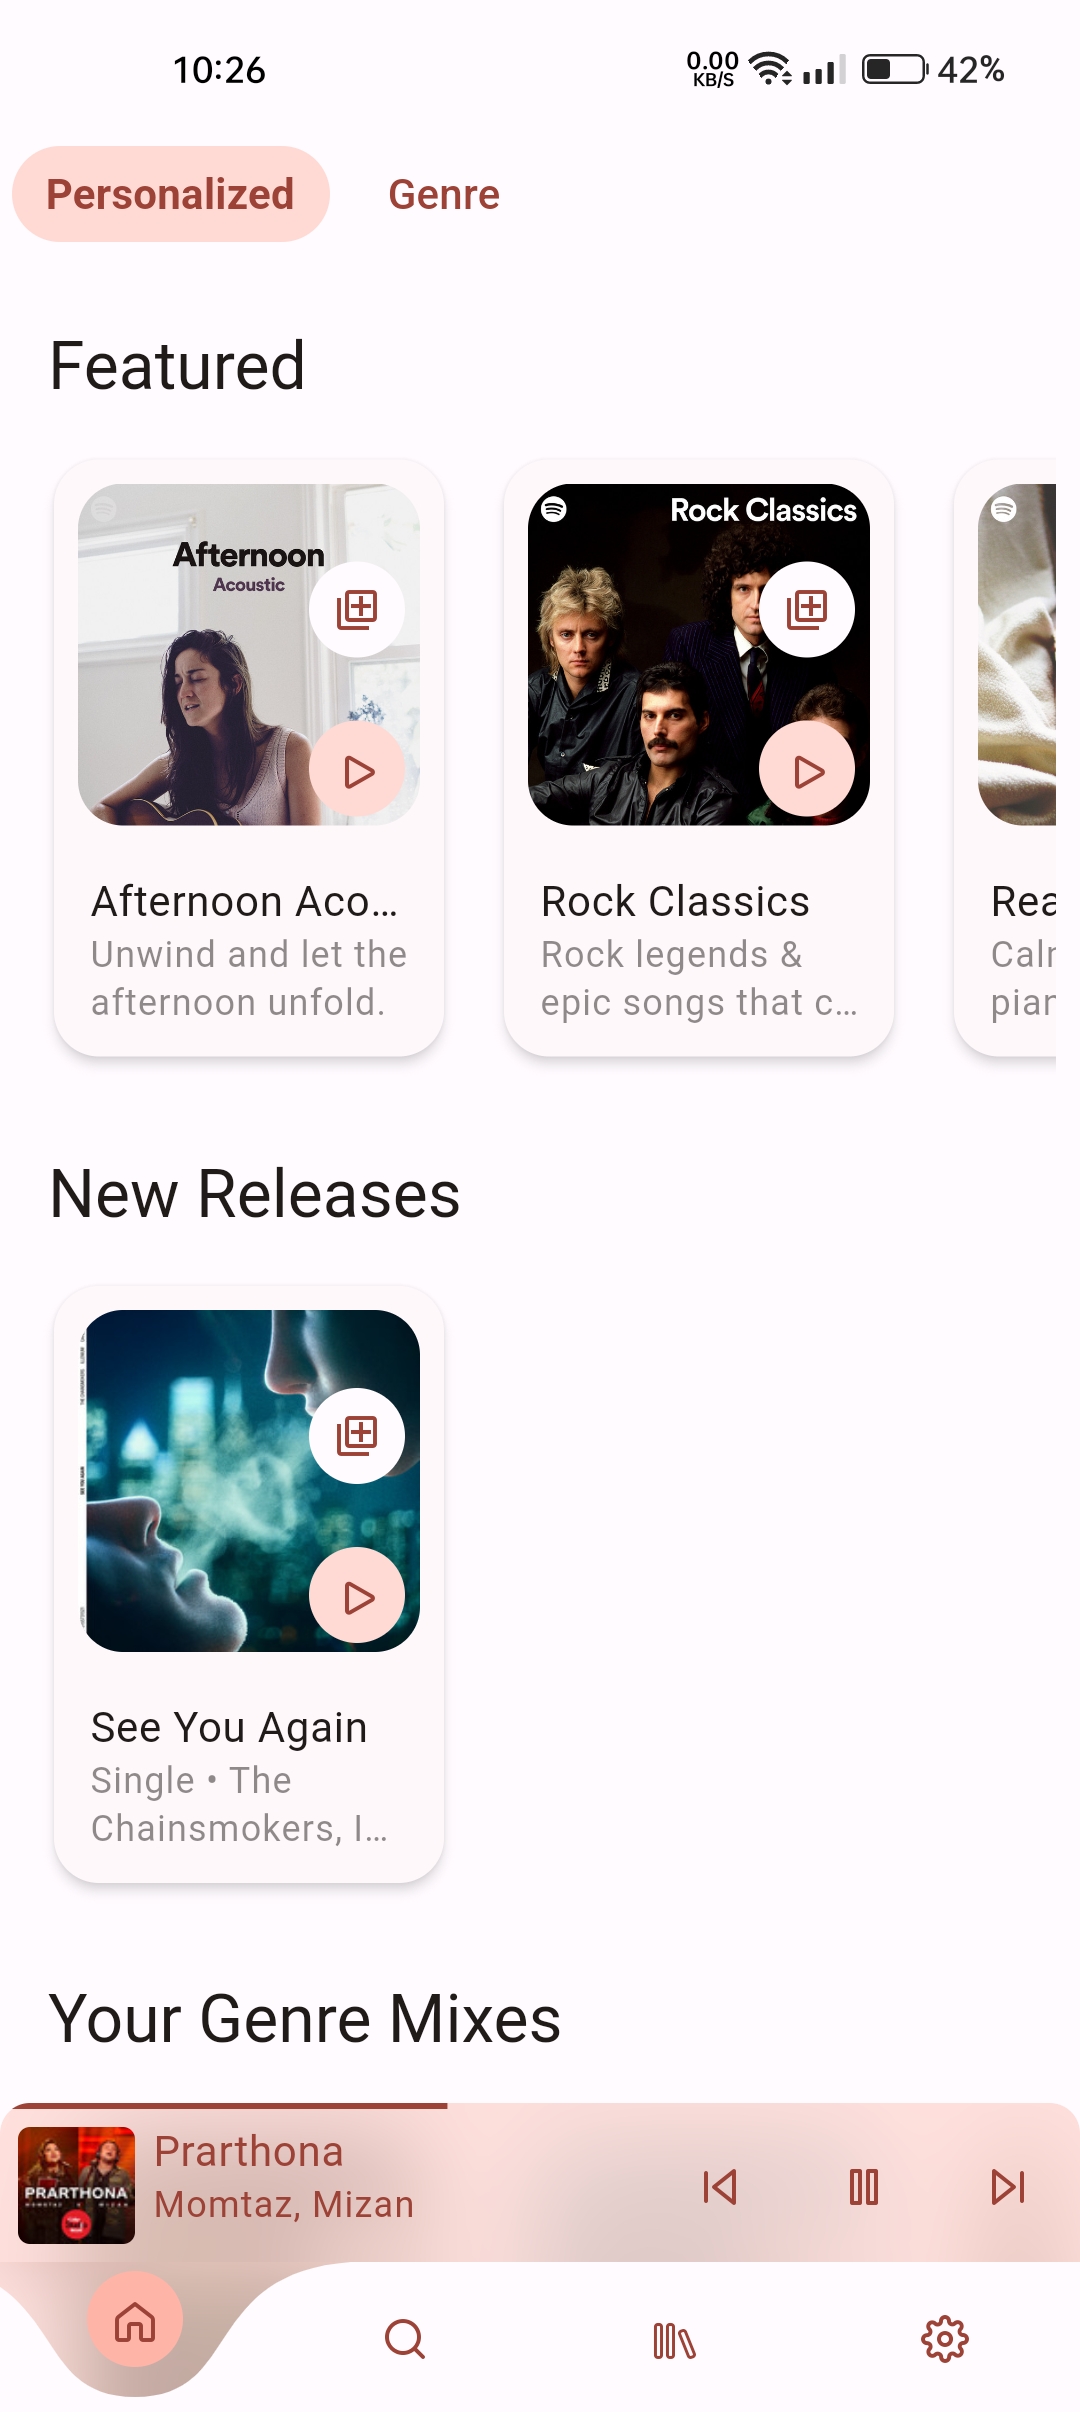 10:26
0.00
KB/S
42%
Personalized
Genre
Featured
Afternoon
Acoustic
Rock Classics
Afternoon Aco...
Unwind and let the
afternoon unfold.
Rock Classics
Rock legends &
epic songs that c...
Rea
Cal
pia
New Releases
See You Again
Single • The
Chainsmokers, I...
Your Genre Mixes
PRARTHONA
Prarthona
Momtaz, Mizan